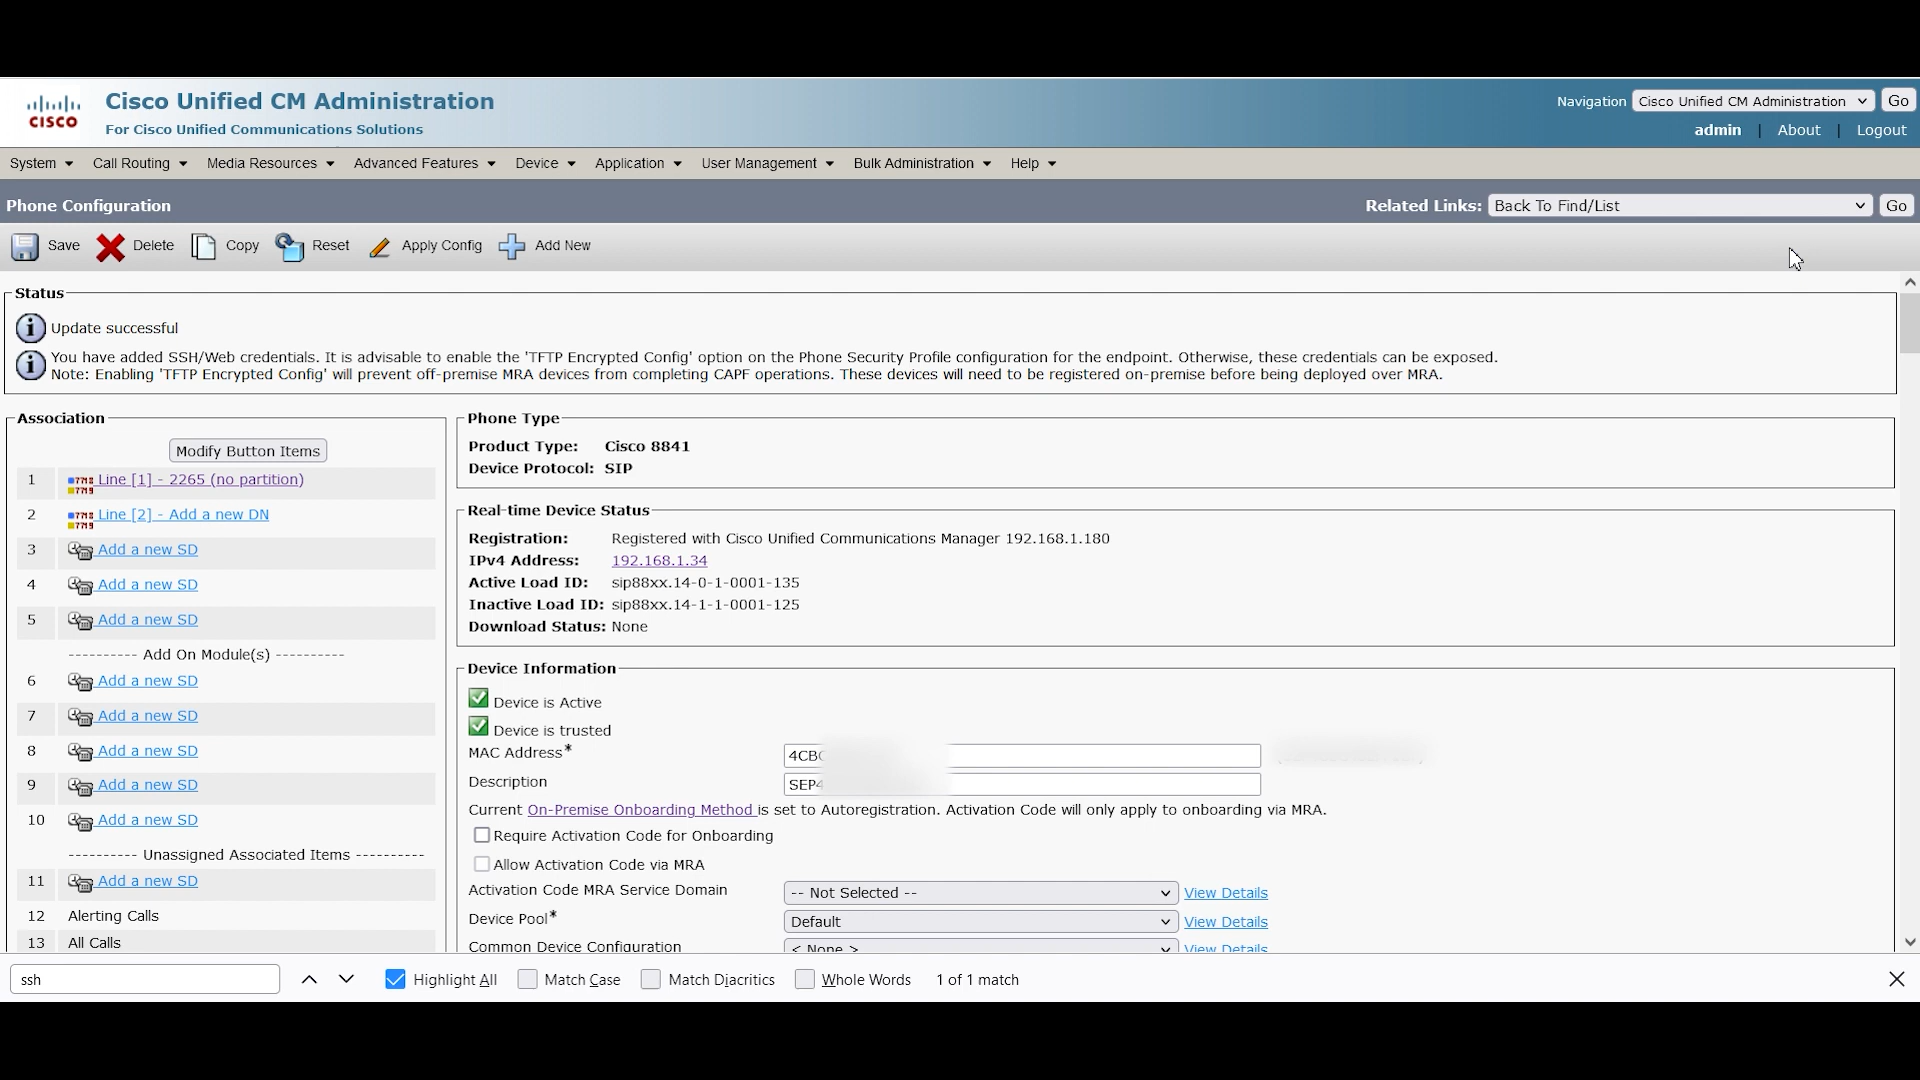 Cisco Unified CM Administration
For Cisco Unified Communications Solutions
CISCO
Navigation Cisco Unified CM Administration Go
admin | About | Logout
System Call Routing Media Resources Advanced Features Device Application User Management Bulk Administration Help
Phone Configuration
Related Links: Back To Find/List Go
Save Delete Copy Reset Apply Config Add New
Status
Update successful
You have added SSH/Web credentials. It is advisable to enable the 'TFTP Encrypted Config' option on the Phone Security Profile configuration for the endpoint. Otherwise, these credentials can be exposed.
Note: Enabling 'TFTP Encrypted Config' will prevent off-premise MRA devices from completing CAPF operations. These devices will need to be registered on-premise before being deployed over MRA.
Association
Modify Button Items
1 Line [1] - 2265 (no partition)
2 Line [2] - Add a new DN
3 Add a new SD
4 Add a new SD
5 Add a new SD
---------- Add On Module(s) ----------
6 Add a new SD
7 Add a new SD
8 Add a new SD
9 Add a new SD
10 Add a new SD
---------- Unassigned Associated Items ----------
11 Add a new SD
12 Alerting Calls
13 All Calls
Phone Type
Product Type: Cisco 8841
Device Protocol: SIP
Real-time Device Status
Registration: Registered with Cisco Unified Communications Manager 192.168.1.180
IPv4 Address: 192.168.1.34
Active Load ID: sip88xx.14-0-1-0001-135
Inactive Load ID: sip88xx.14-1-1-0001-125
Download Status: None
Device Information
Device is Active
Device is trusted
MAC Address*
Description
Current On-Premise Onboarding Method is set to Autoregistration. Activation Code will only apply to onboarding via MRA.
Require Activation Code for Onboarding
Allow Activation Code via MRA
Activation Code MRA Service Domain -- Not Selected -- View Details
Device Pool* Default View Details
Common Device Configuration < None > View Details
ssh Highlight All Match Case Match Diacritics Whole Words 1 of 1 match